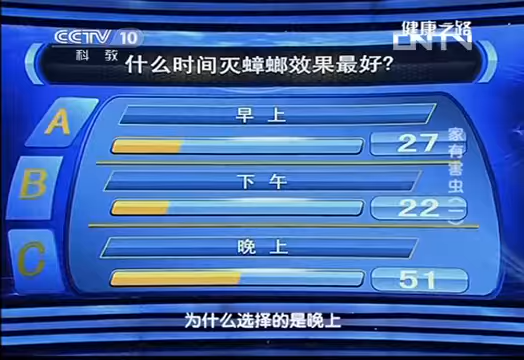 CCTV 10
科教
健康之路
CNTV
什么时间灭蟑螂效果最好?
A
早上
27
B
下午
22
C
晚上
51
家有害虫(二)
为什么选择的是晚上